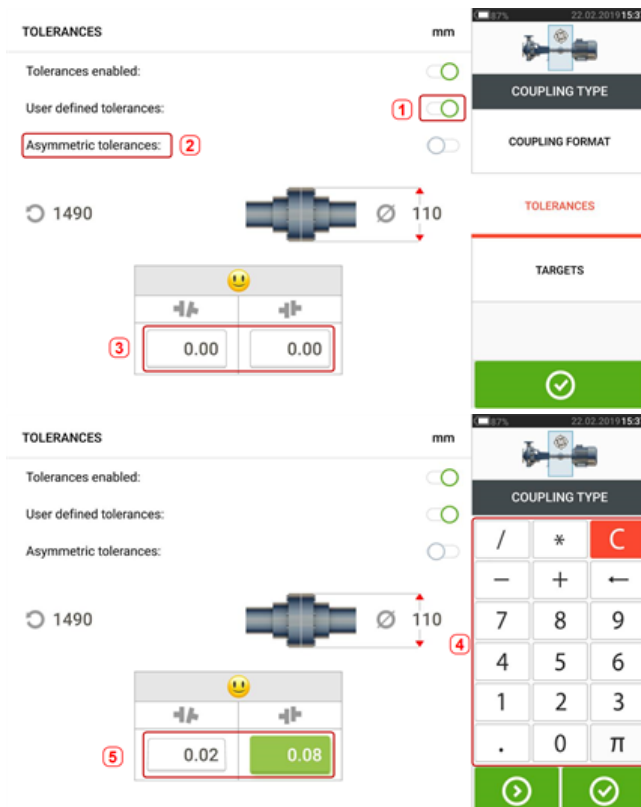 TOLERANCES mm
Tolerances enabled:
User defined tolerances: 1
Asymmetric tolerances: 2
1490 Ø 110
3 0.00 0.00
87% 22.02.2019 15:3
COUPLING TYPE
COUPLING FORMAT
TOLERANCES
TARGETS
TOLERANCES mm
Tolerances enabled:
User defined tolerances:
Asymmetric tolerances:
1490 Ø 110
5 0.02 0.08
87% 22.02.2019 15:3
COUPLING TYPE
/ * C
− + ←
7 8 9
4
4 5 6
1 2 3
. 0 π